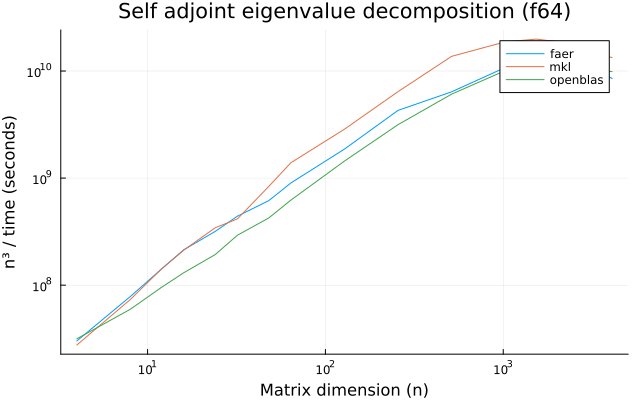 Self adjoint eigenvalue decomposition (f64)
n³ / time (seconds)
10¹⁰
10⁹
10⁸
faer
mkl
openblas
10¹
10²
10³
Matrix dimension (n)